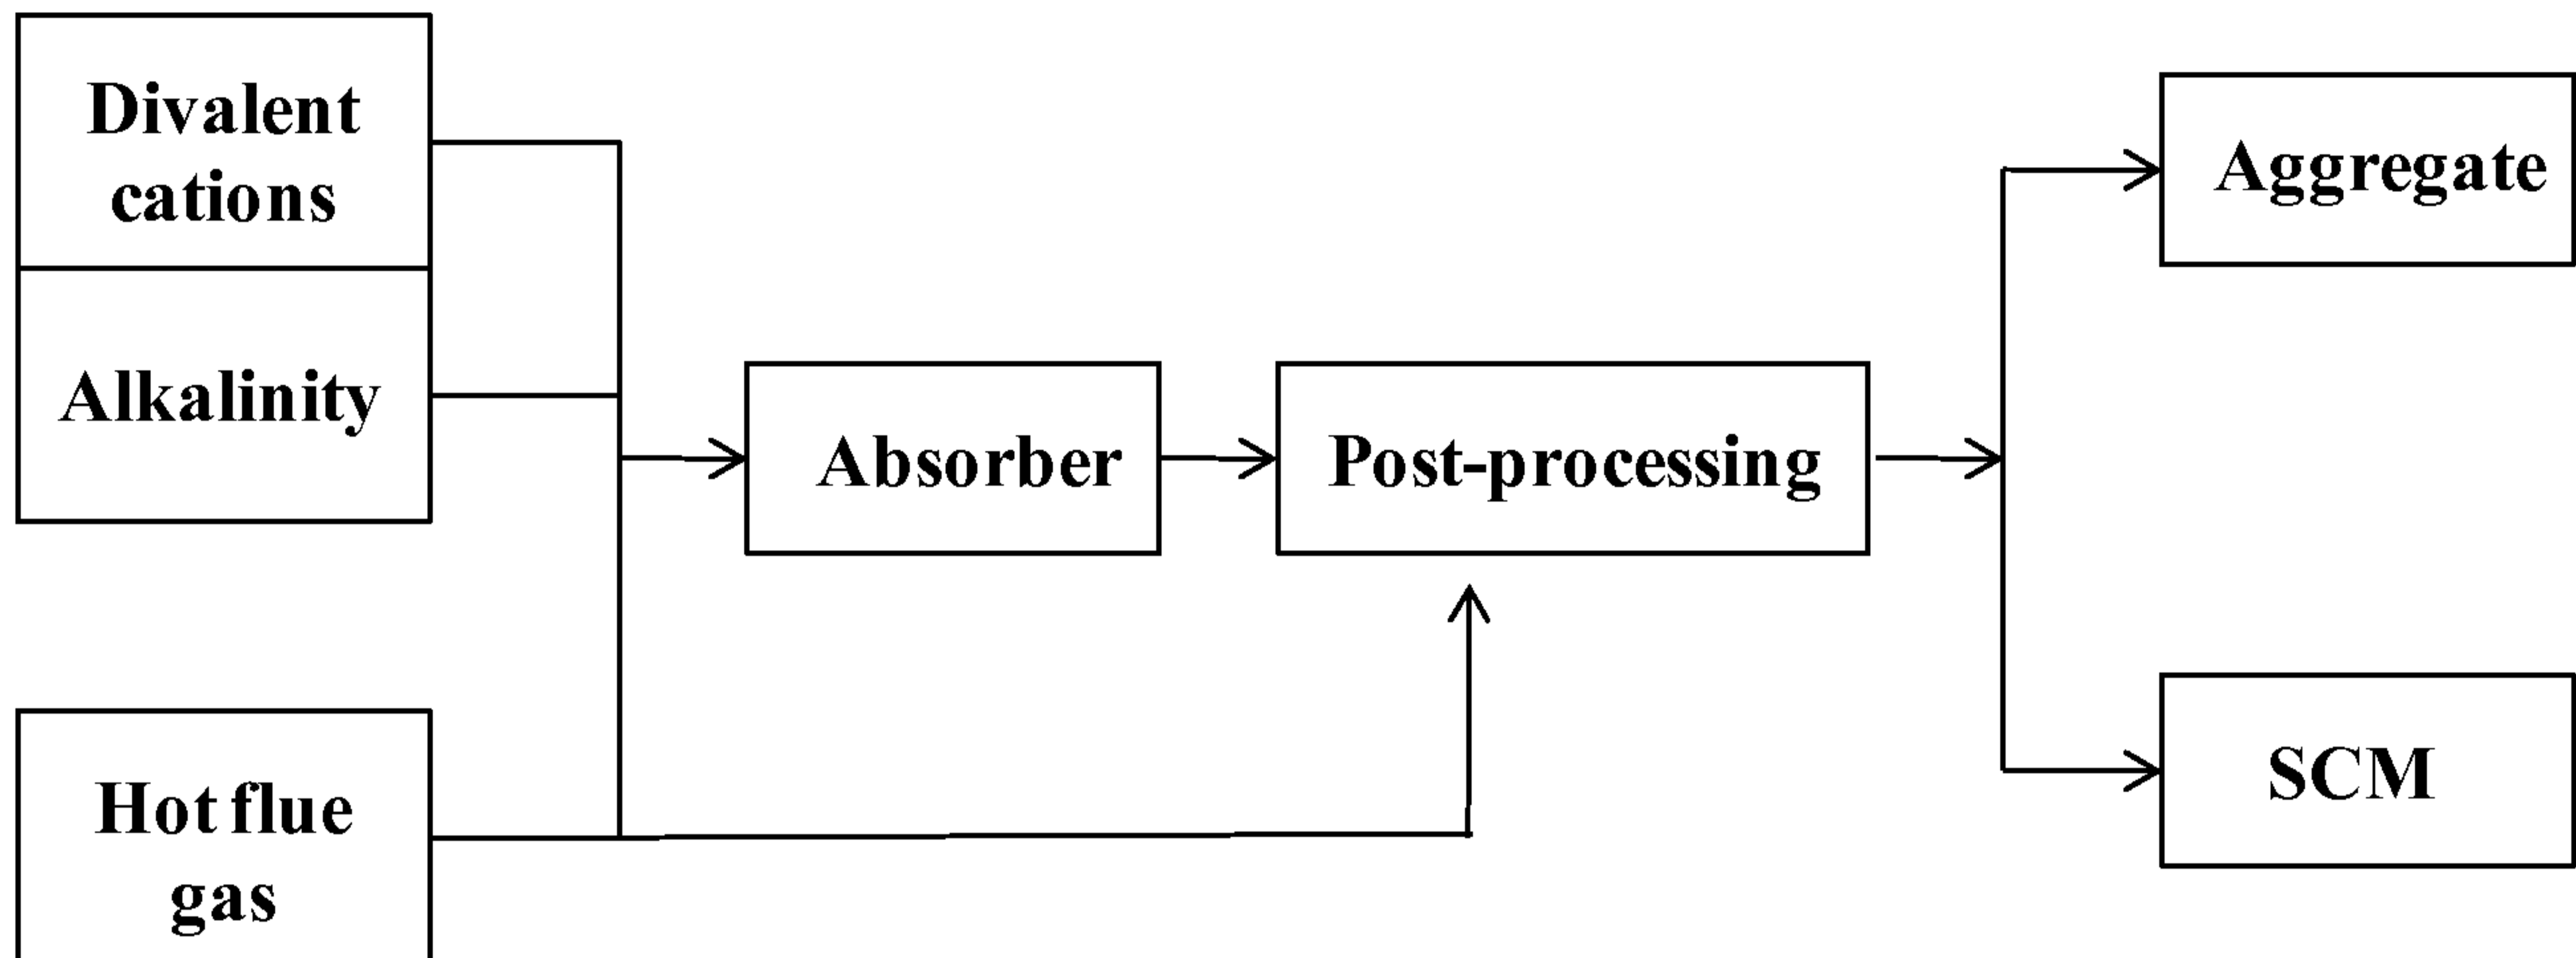 Divalent
cations
Alkalinity
Hot flue
gas
Absorber
Post-processing
Aggregate
SCM